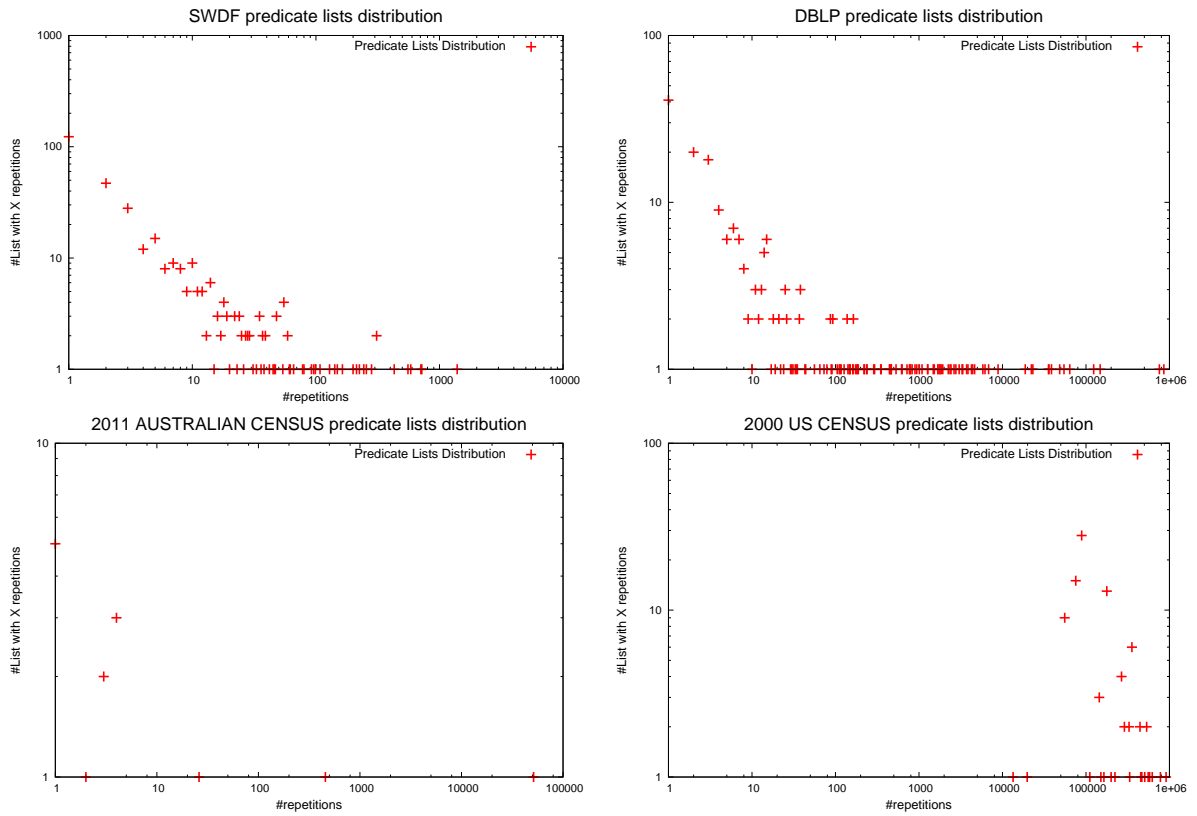 SWDF predicate lists distribution
1000
100
10
1
1
10
100
1000
10000
#List with X repetitions
#repetitions
Predicate Lists Distribution
DBLP predicate lists distribution
100
10
1
1
10
100
1000
10000
100000
1e+06
#List with X repetitions
#repetitions
Predicate Lists Distribution
2011 AUSTRALIAN CENSUS predicate lists distribution
10
1
1
10
100
1000
10000
100000
#List with X repetitions
#repetitions
Predicate Lists Distribution
2000 US CENSUS predicate lists distribution
100
10
1
1
10
100
1000
10000
100000
1e+06
#List with X repetitions
#repetitions
Predicate Lists Distribution